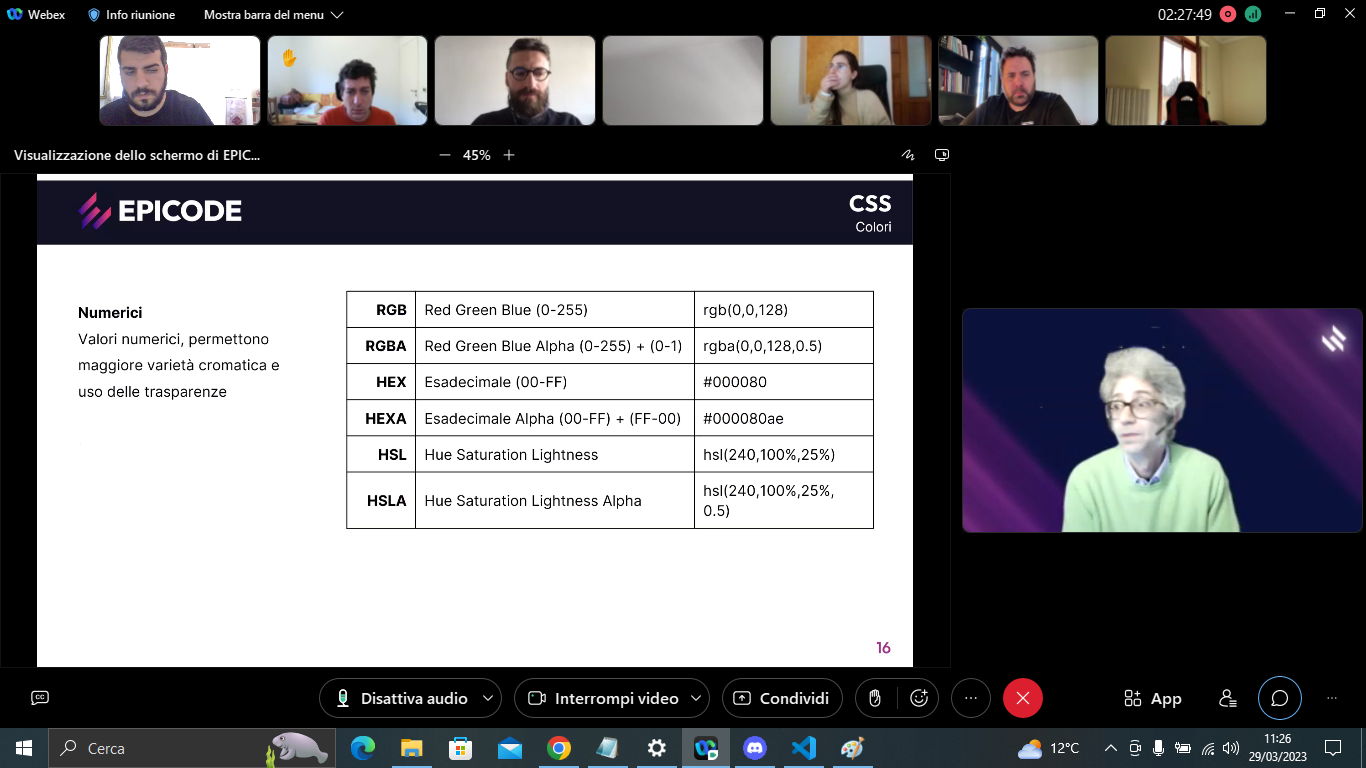 Webex
Info riunione
Mostra barra del menu
02:27:49
Visualizzazione dello schermo di EPIC...
45%
EPICODE
CSS
Colori
Numerici
Valori numerici, permettono
maggiore varietà cromatica e
uso delle trasparenze
RGB Red Green Blue (0-255) rgb(0,0,128)
RGBA Red Green Blue Alpha (0-255) + (0-1) rgba(0,0,128,0.5)
HEX Esadecimale (00-FF) #000080
HEXA Esadecimale Alpha (00-FF) + (FF-00) #000080ae
HSL Hue Saturation Lightness hsl(240,100%,25%)
HSLA Hue Saturation Lightness Alpha hsl(240,100%,25%,
0.5)
16
CC
Disattiva audio
Interrompi video
Condividi
App
Cerca
12°C
11:26
29/03/2023